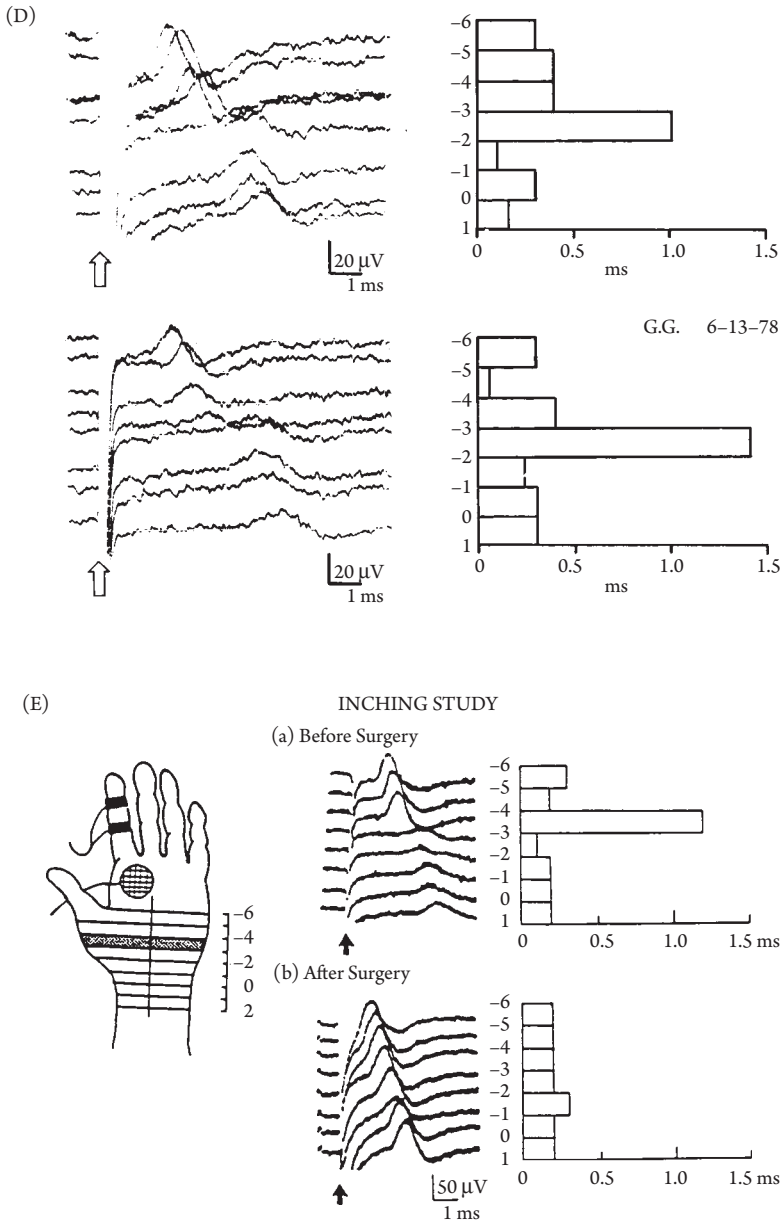 (D)
-6
-5
-4
-3
-2
-1
0
1
0 0.5 1.0 1.5
ms
20 µV
1 ms
G.G. 6–13–78
-6
-5
-4
-3
-2
-1
0
1
0 0.5 1.0 1.5
ms
20 µV
1 ms
(E)
INCHING STUDY
(a) Before Surgery
-6
-5
-4
-3
-2
-1
0
1
0 0.5 1.0 1.5 ms
-6
-4
-2
0
2
(b) After Surgery
-6
-5
-4
-3
-2
-1
0
1
0 0.5 1.0 1.5 ms
50 µV
1 ms